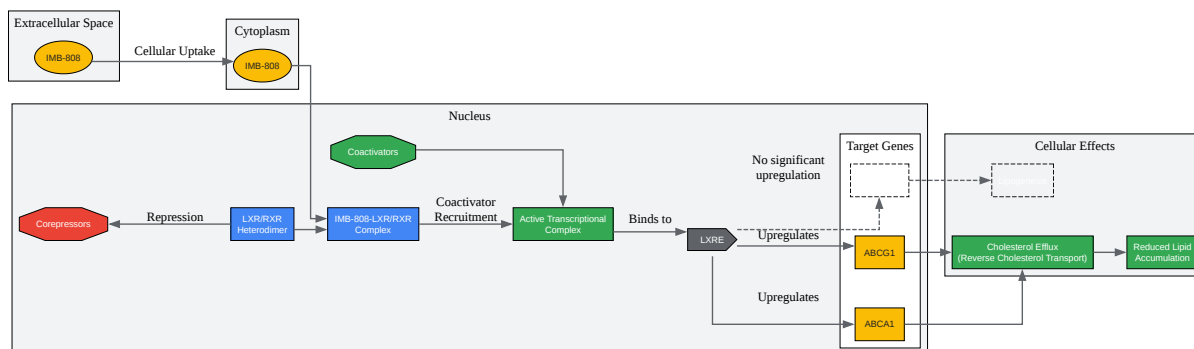 Extracellular Space
IMB-808
Cellular Uptake
Cytoplasm
IMB-808
Nucleus
Coactivators
Corepressors
Repression
LXR/RXR
Heterodimer
IMB-808-LXR/RXR
Complex
Coactivator
Recruitment
Active Transcriptional
Complex
Binds to
LXRE
No significant
upregulation
Upregulates
Upregulates
Target Genes
ABCG1
ABCA1
Cellular Effects
Lipogenesis
Cholesterol Efflux
(Reverse Cholesterol Transport)
Reduced Lipid
Accumulation